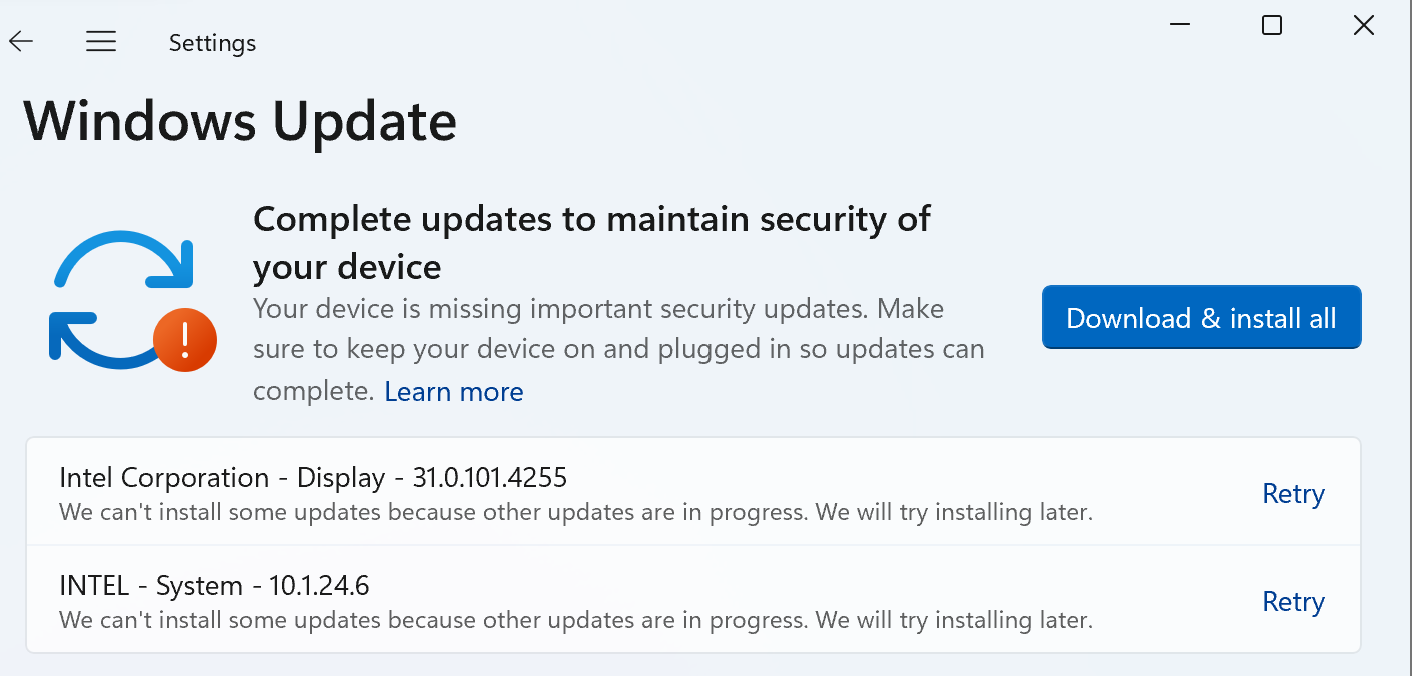 Settings
Windows Update
Complete updates to maintain security of
your device
Your device is missing important security updates. Make
sure to keep your device on and plugged in so updates can
complete. Learn more
Download & install all
Intel Corporation - Display - 31.0.101.4255
We can't install some updates because other updates are in progress. We will try installing later.
Retry
INTEL - System - 10.1.24.6
We can't install some updates because other updates are in progress. We will try installing later.
Retry